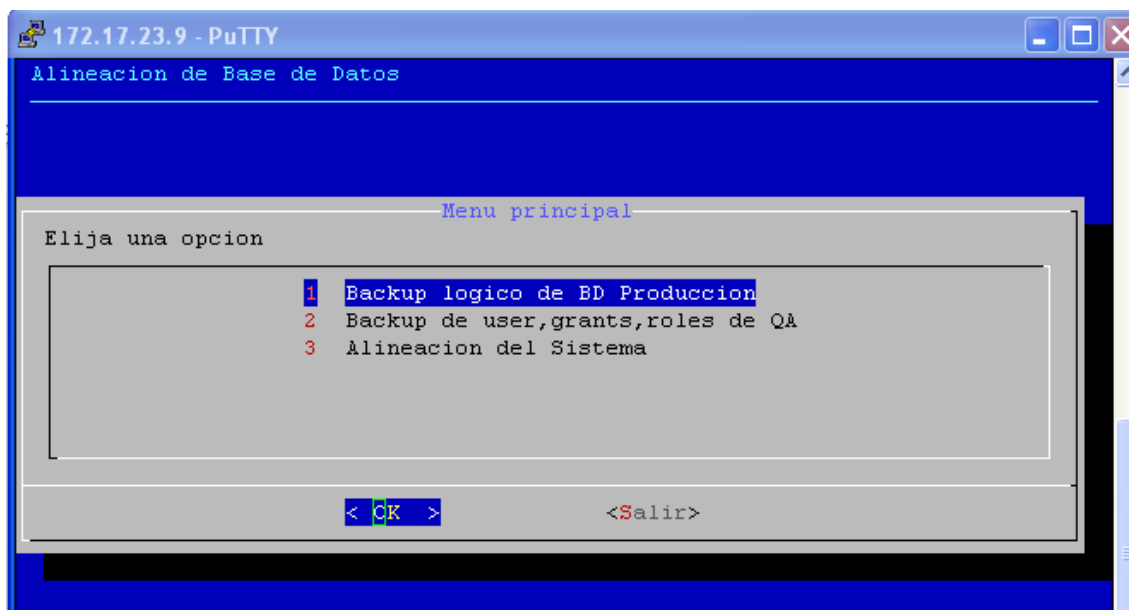 172.17.23.9 - PuTTY
Alineacion de Base de Datos
Menu principal
Elija una opcion
1 Backup logico de BD Produccion
2 Backup de user,grants,roles de QA
3 Alineacion del Sistema
< OK > <Salir>